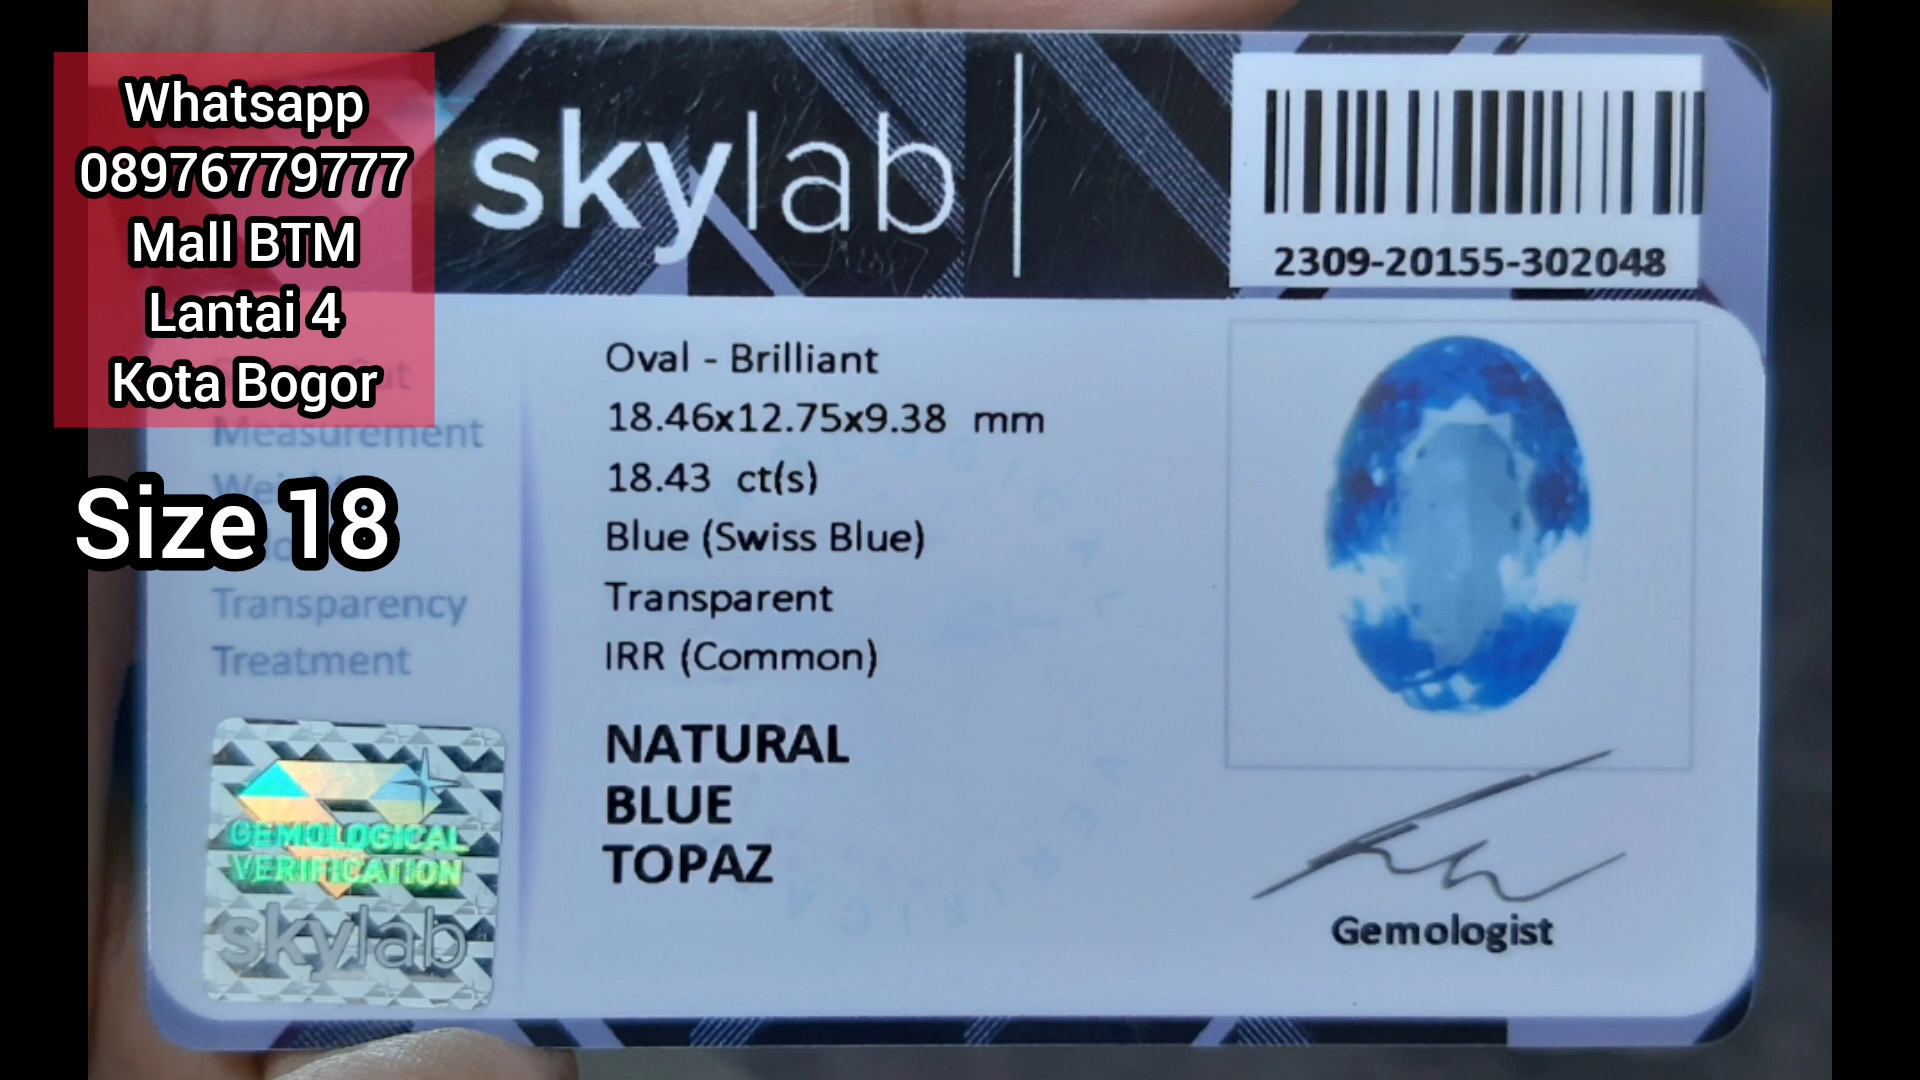 Whatsapp
08976779777
Mall BTM
Lantai 4
Kota Bogor
Size 18
skylab
2309-20155-302048
Oval - Brilliant
Measurement 18.46x12.75x9.38 mm
18.43 ct(s)
Blue (Swiss Blue)
Transparency Transparent
Treatment IRR (Common)
NATURAL
BLUE
TOPAZ
GEMOLOGICAL
VERIFICATION
skylab
Gemologist